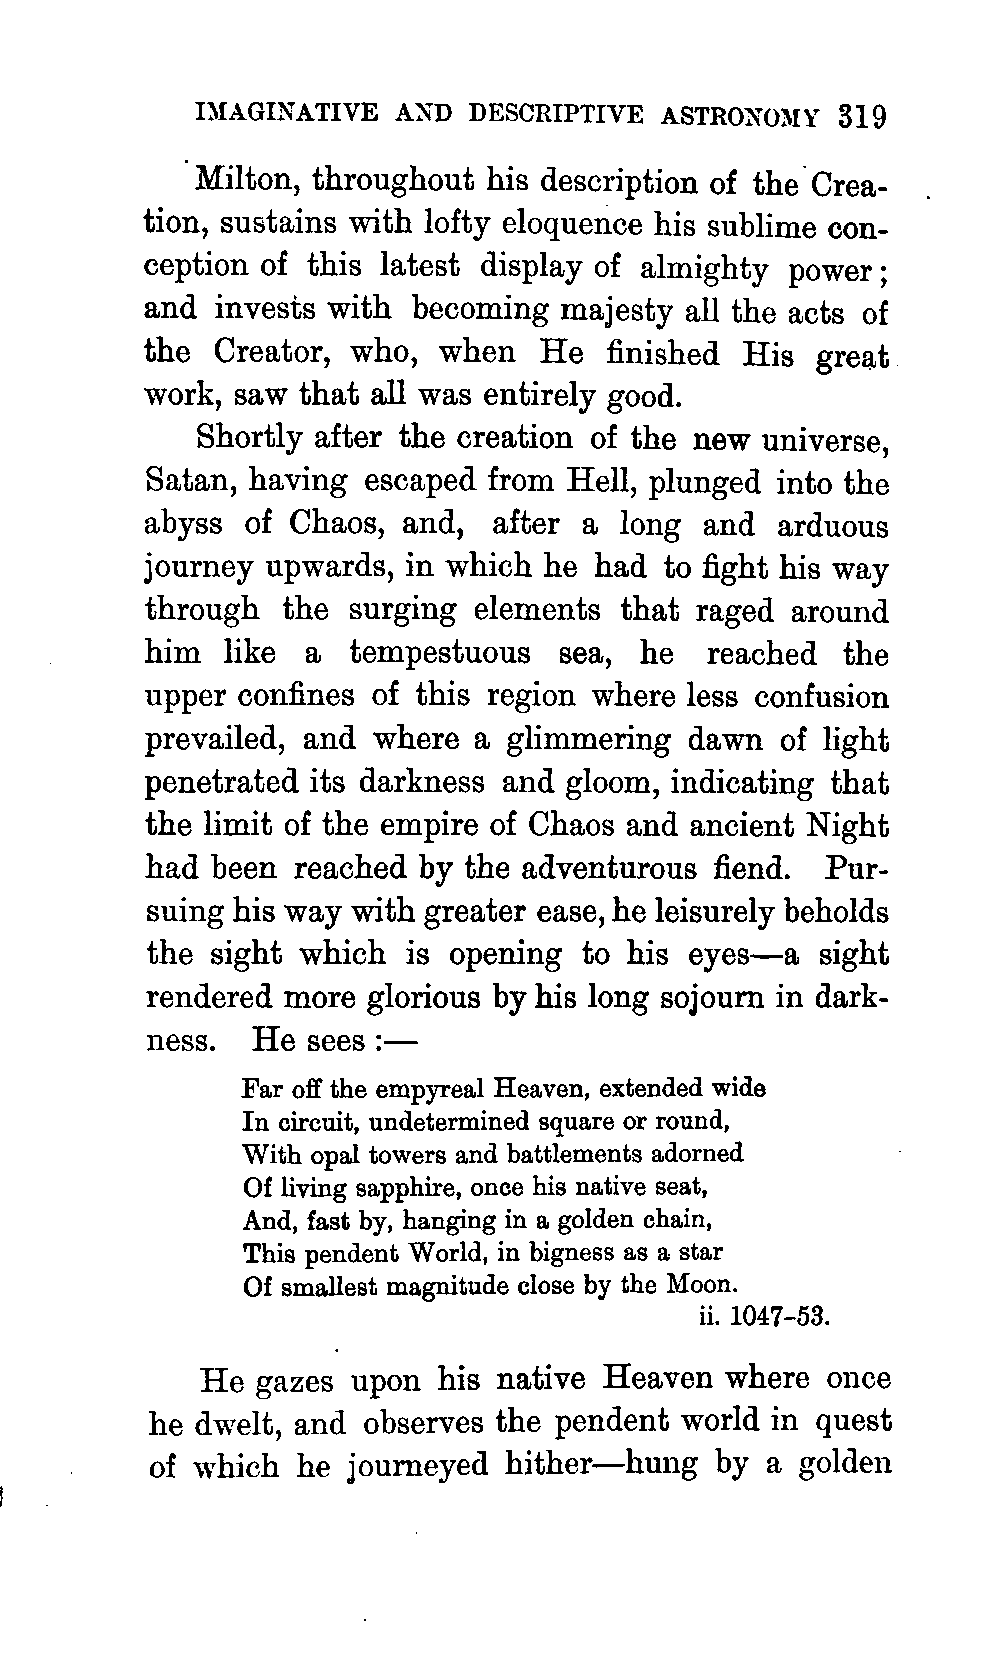 IMAGINATIVE AND DESCRIPTIVE ASTRONOMY 319
Milton, throughout his description of the Crea-
tion, sustains with lofty eloquence his sublime con-
ception of this latest display of almighty power;
and invests with becoming majesty all the acts of
the Creator, who, when He finished His great
work, saw that all was entirely good.
Shortly after the creation of the new universe,
Satan, having escaped from Hell, plunged into the
abyss of Chaos, and, after a long and arduous
journey upwards, in which he had to fight his way
through the surging elements that raged around
him like a tempestuous sea, he reached the
upper confines of this region where less confusion
prevailed, and where a glimmering dawn of light
penetrated its darkness and gloom, indicating that
the limit of the empire of Chaos and ancient Night
had been reached by the adventurous fiend. Pur-
suing his way with greater ease, he leisurely beholds
the sight which is opening to his eyes—a sight
rendered more glorious by his long sojourn in dark-
ness. He sees :—
Far off the empyreal Heaven, extended wide
In circuit, undetermined square or round,
With opal towers and battlements adorned
Of living sapphire, once his native seat,
And, fast by, hanging in a golden chain,
This pendent World, in bigness as a star
Of smallest magnitude close by the Moon.
ii. 1047-53.
He gazes upon his native Heaven where once
he dwelt, and observes the pendent world in quest
of which he journeyed hither—hung by a golden